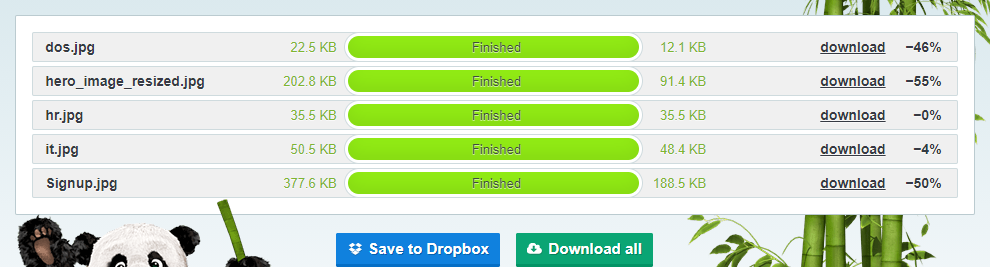 dos.jpg 22.5 KB Finished 12.1 KB download −46%
hero_image_resized.jpg 202.8 KB Finished 91.4 KB download −55%
hr.jpg 35.5 KB Finished 35.5 KB download −0%
it.jpg 50.5 KB Finished 48.4 KB download −4%
Signup.jpg 377.6 KB Finished 188.5 KB download −50%
Save to Dropbox Download all